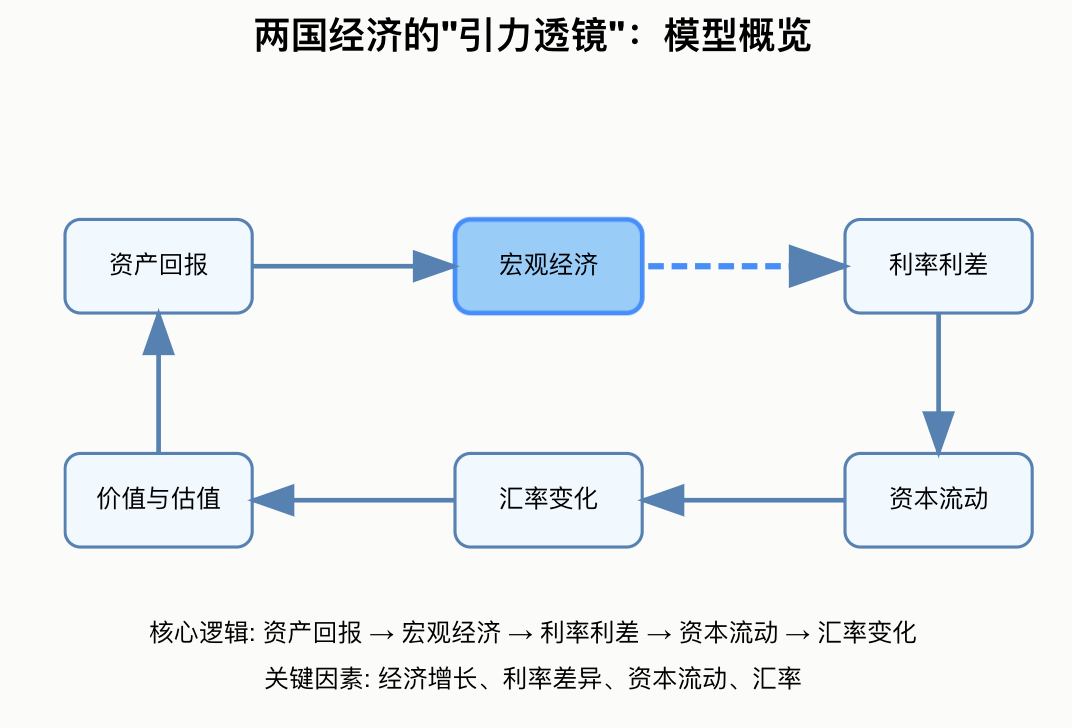 两国经济的"引力透镜"：模型概览
资产回报
宏观经济
利率利差
价值与估值
汇率变化
资本流动
核心逻辑: 资产回报 → 宏观经济 → 利率利差 → 资本流动 → 汇率变化
关键因素: 经济增长、利率差异、资本流动、汇率